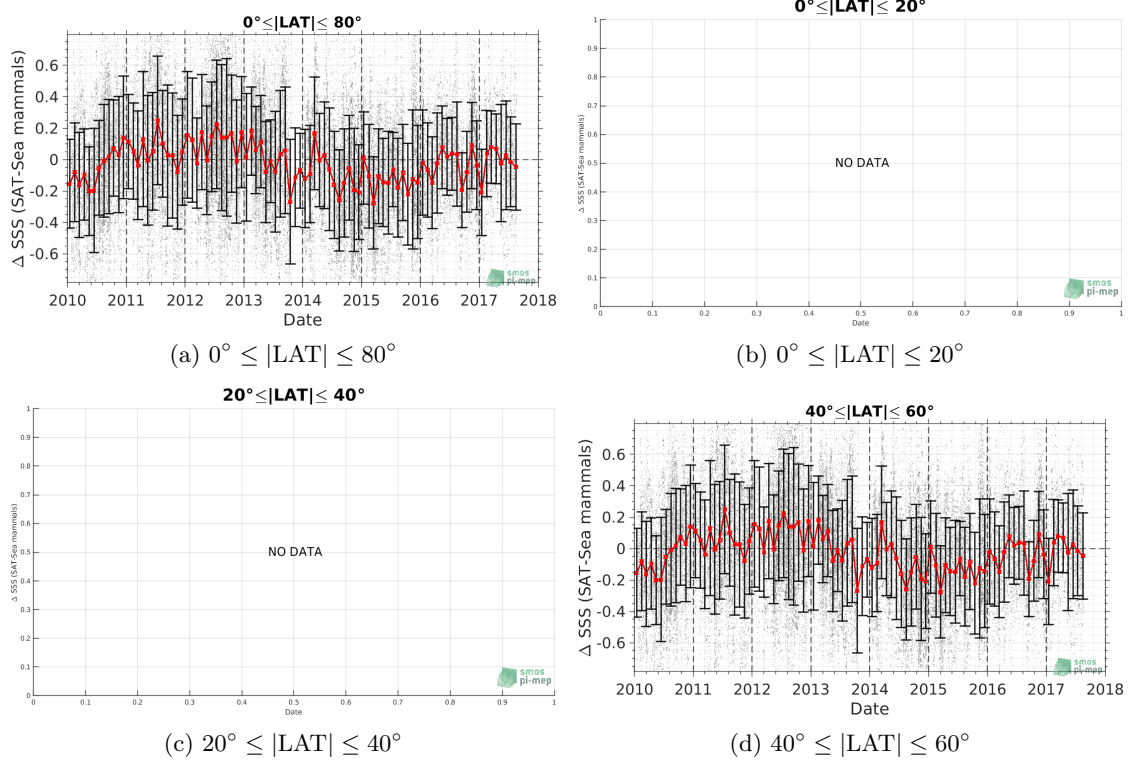 0°≤|LAT|≤ 80°
Δ SSS (SAT-Sea mammals)
0.6
0.4
0.2
0
-0.2
-0.4
-0.6
2010 2011 2012 2013 2014 2015 2016 2017 2018
Date
smos
pi-mep
(a) 0° ≤ |LAT| ≤ 80°
0°≤|LAT|≤ 20°
Δ SSS (SAT-Sea mammals)
1
0.9
0.8
0.7
0.6
0.5
0.4
0.3
0.2
0.1
0
NO DATA
0 0.1 0.2 0.3 0.4 0.5 0.6 0.7 0.8 0.9 1
Date
smos
pi-mep
(b) 0° ≤ |LAT| ≤ 20°
20°≤|LAT|≤ 40°
Δ SSS (SAT-Sea mammals)
1
0.9
0.8
0.7
0.6
0.5
0.4
0.3
0.2
0.1
0
NO DATA
0 0.1 0.2 0.3 0.4 0.5 0.6 0.7 0.8 0.9 1
Date
smos
pi-mep
(c) 20° ≤ |LAT| ≤ 40°
40°≤|LAT|≤ 60°
Δ SSS (SAT-Sea mammals)
0.6
0.4
0.2
0
-0.2
-0.4
-0.6
2010 2011 2012 2013 2014 2015 2016 2017 2018
Date
smos
pi-mep
(d) 40° ≤ |LAT| ≤ 60°